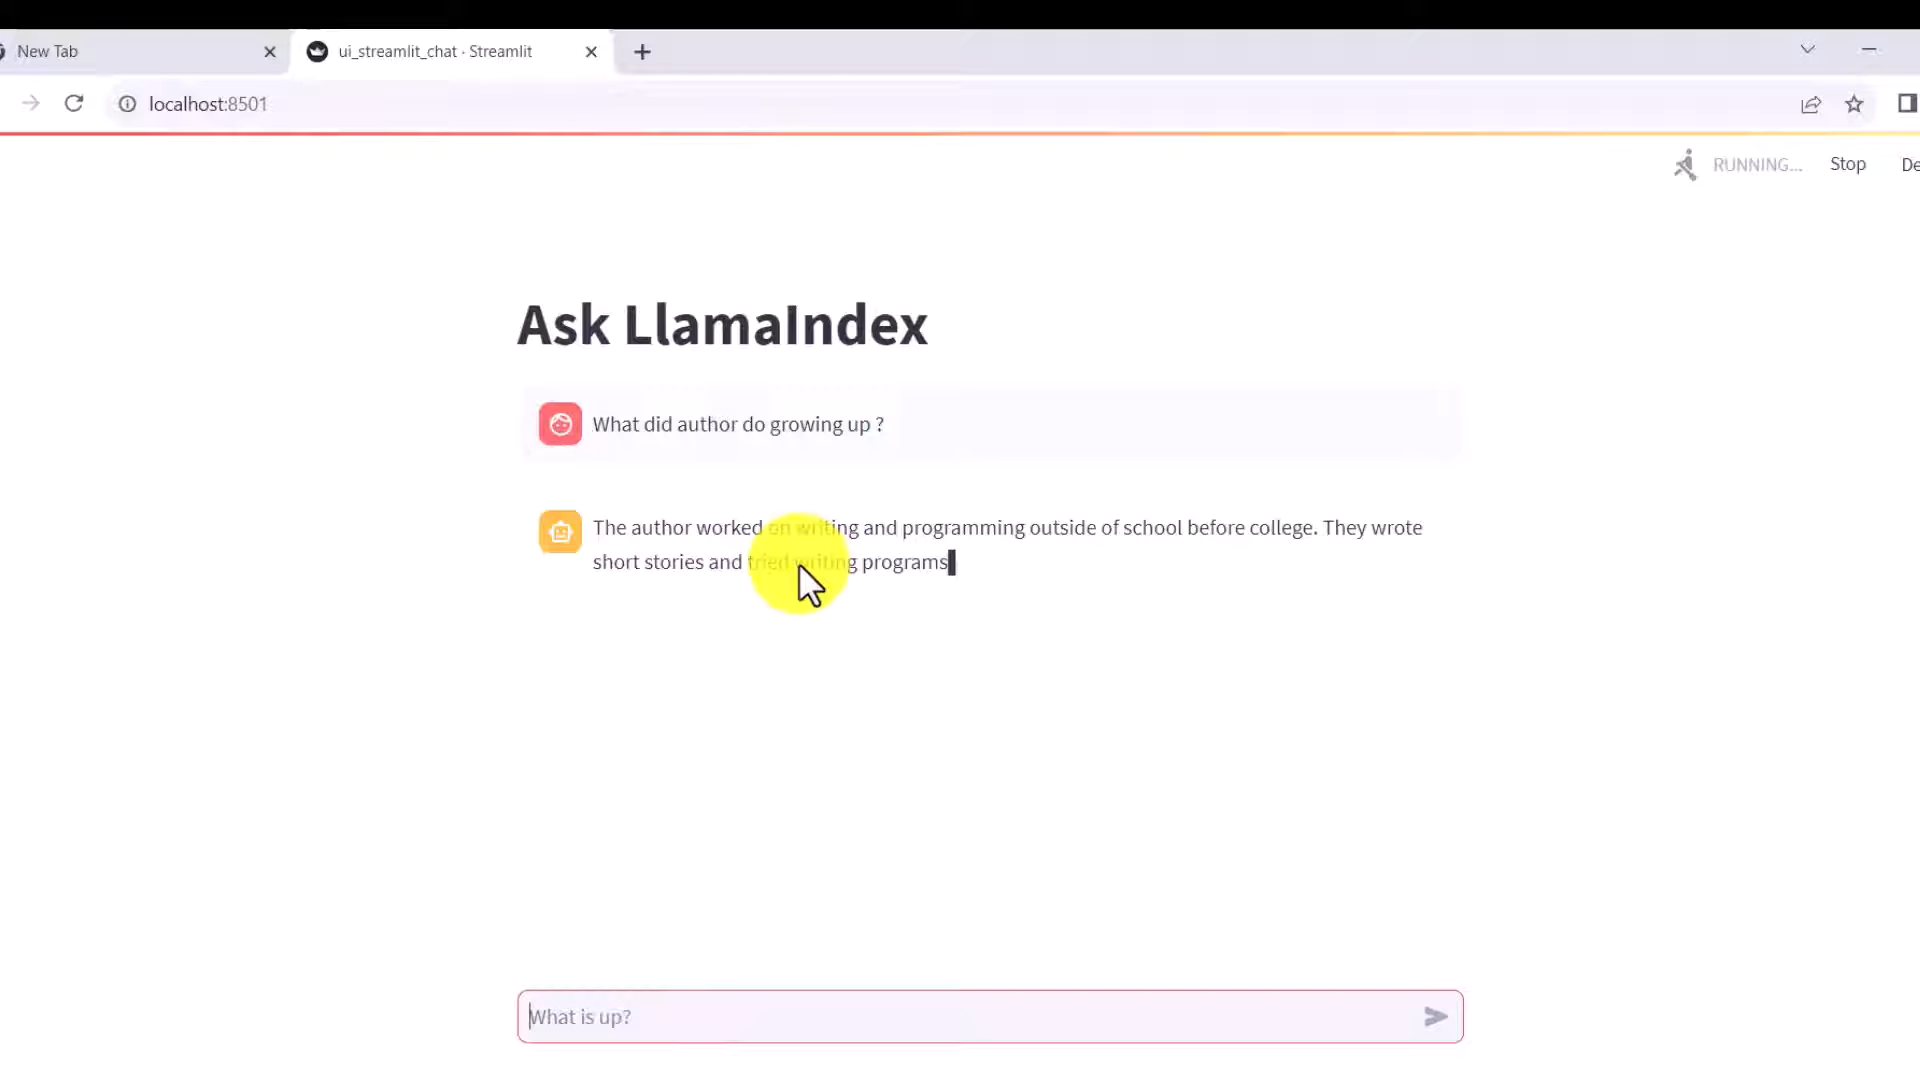 New Tab
ui_streamlit_chat · Streamlit
localhost:8501
RUNNING...
Stop
De
Ask LlamaIndex
What did author do growing up ?
The author worked on writing and programming outside of school before college. They wrote
short stories and tried writing programs
What is up?